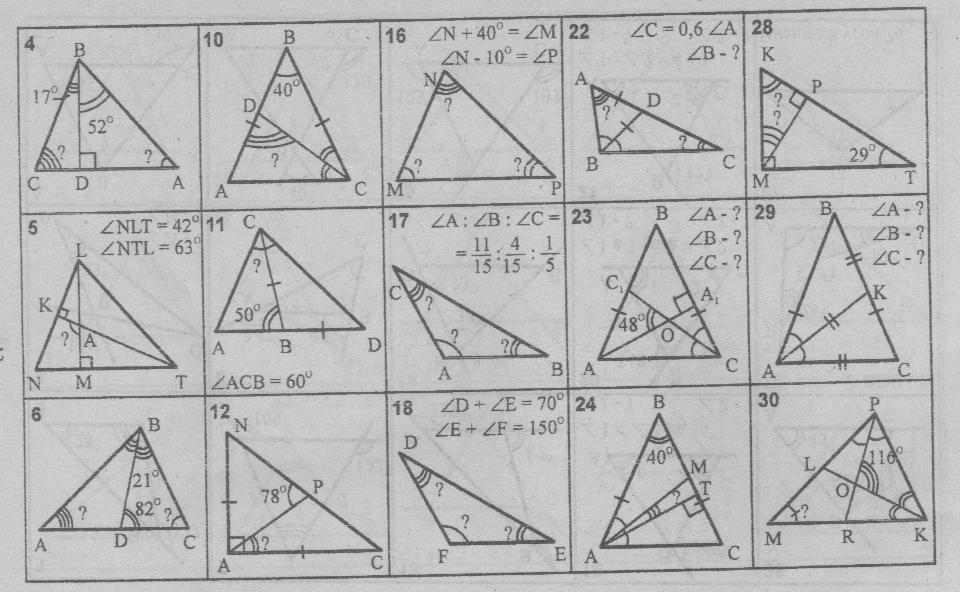 4
B
17°
52°
?
?
C
D
A
10
B
40°
D
?
?
A
C
16
∠N + 40° = ∠M
∠N - 10° = ∠P
N
?
?
?
M
P
22
∠C = 0,6 ∠A
∠B - ?
A
?
D
?
B
C
28
K
?
P
?
29°
M
T
5
∠NLT = 42°
∠NTL = 63°
L
K
?
A
N
M
T
11
C
?
50°
A
B
D
∠ACB = 60°
17
∠A : ∠B : ∠C =
= 11/15 : 4/15 : 1/5
C
?
?
?
A
B
23
B
∠A - ?
∠B - ?
∠C - ?
C₁
A₁
48°
O
A
C
29
B
∠A - ?
∠B - ?
∠C - ?
K
A
C
6
B
21°
82°
?
?
A
D
C
12
N
78°
P
?
A
C
18
∠D + ∠E = 70°
∠E + ∠F = 150°
D
?
?
?
F
E
24
B
40°
M
T
?
A
C
30
P
116°
L
O
?
M
R
K